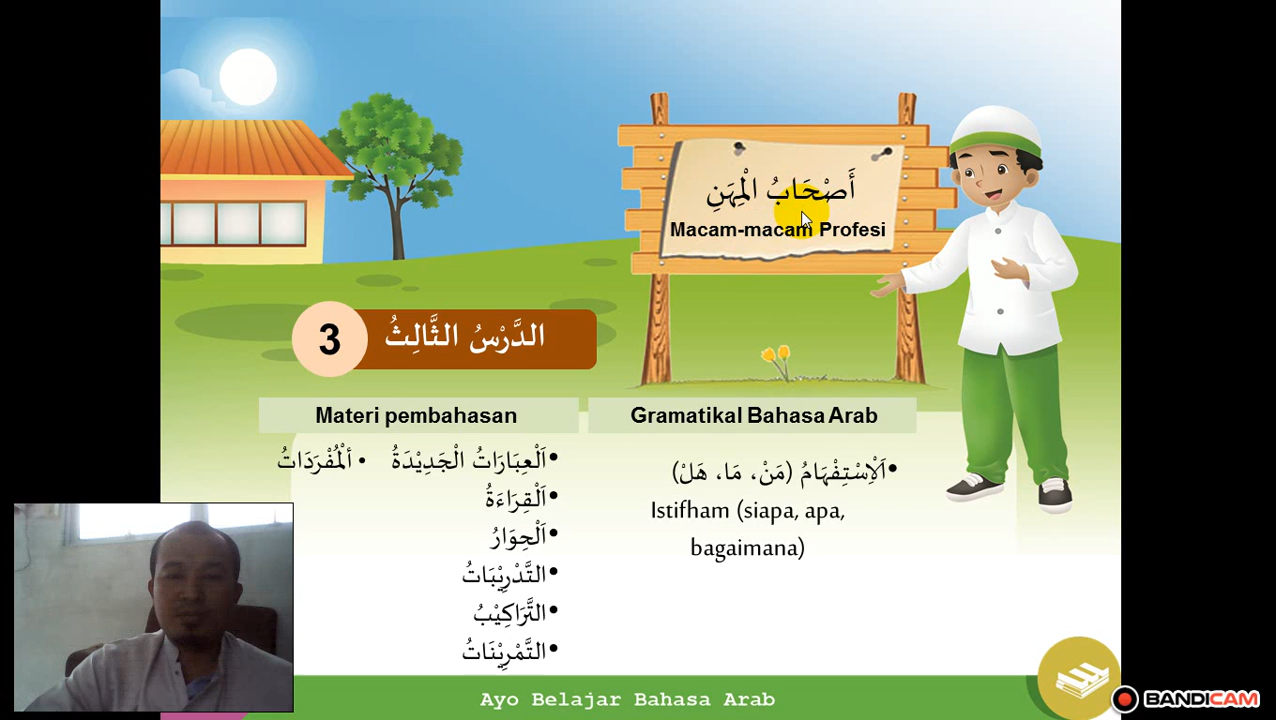 أَصْحَابُ الْمِهَنِ
Macam-macam Profesi
3 الدَّرْسُ الثَّالِثُ
Materi pembahasan
•اَلْعِبَارَاتُ الْجَدِيْدَةُ • اَلْمُفْرَدَاتُ
•اَلْقِرَاءَةُ
•اَلْحِوَارُ
•التَّدْرِيْبَاتُ
•التَّرَاكِيْبُ
•التَّمْرِيْنَاتُ
Gramatikal Bahasa Arab
•اَلْاِسْتِفْهَامُ (مَنْ، مَا، هَلْ)
Istifham (siapa, apa,
bagaimana)
Ayo Belajar Bahasa Arab
BANDICAM